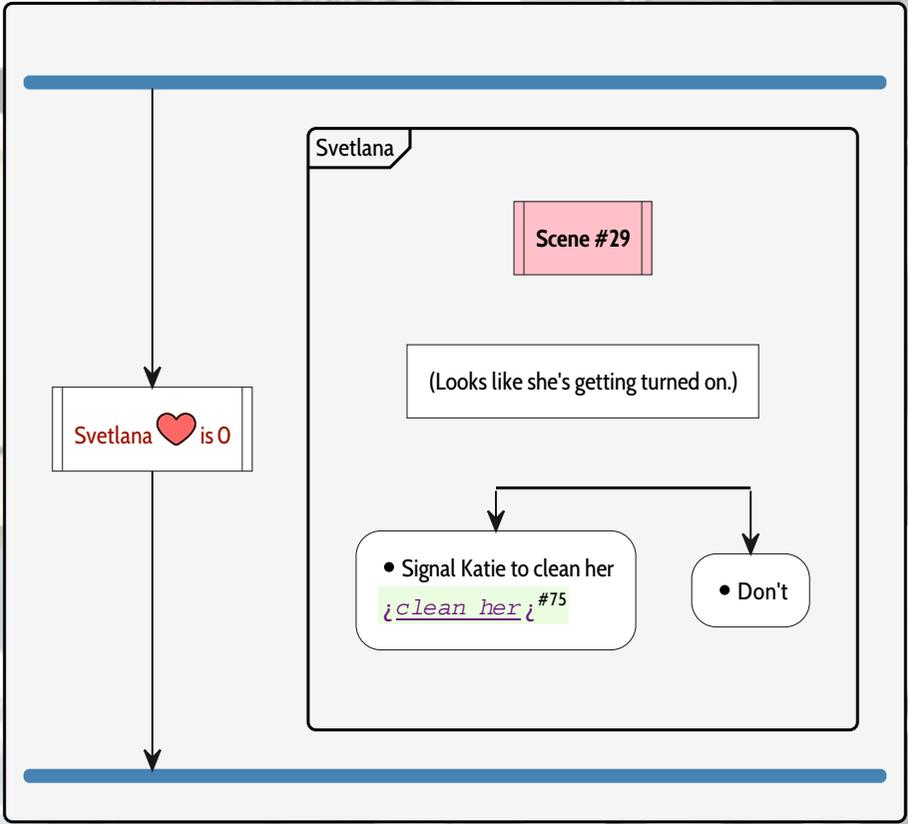 Svetlana
Scene #29
(Looks like she's getting turned on.)
Svetlana ❤ is 0
• Signal Katie to clean her
¿clean her¿#75
• Don't